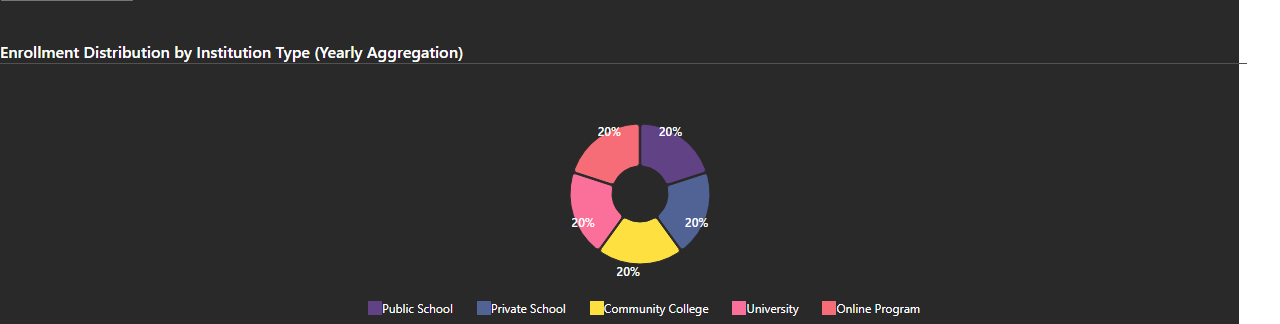 Enrollment Distribution by Institution Type (Yearly Aggregation)
20% 20%
20% 20%
20%
Public School Private School Community College University Online Program